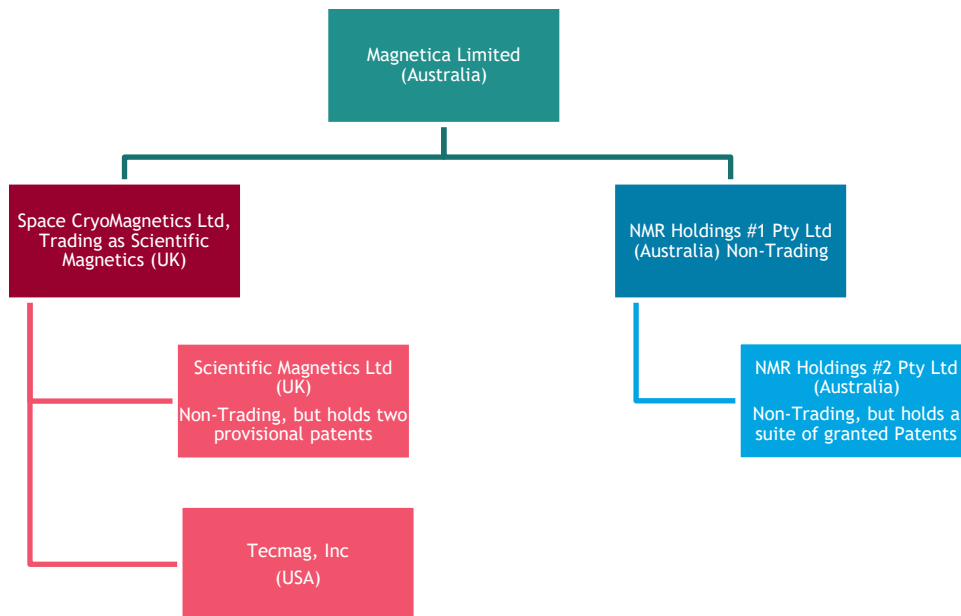 Magnetica Limited
(Australia)
Space CryoMagnetics Ltd,
Trading as Scientific
Magnetics (UK)
NMR Holdings #1 Pty Ltd
(Australia) Non-Trading
Scientific Magnetics Ltd
(UK)
Non-Trading, but holds two
provisional patents
NMR Holdings #2 Pty Ltd
(Australia)
Non-Trading, but holds a
suite of granted Patents
Tecmag, Inc
(USA)